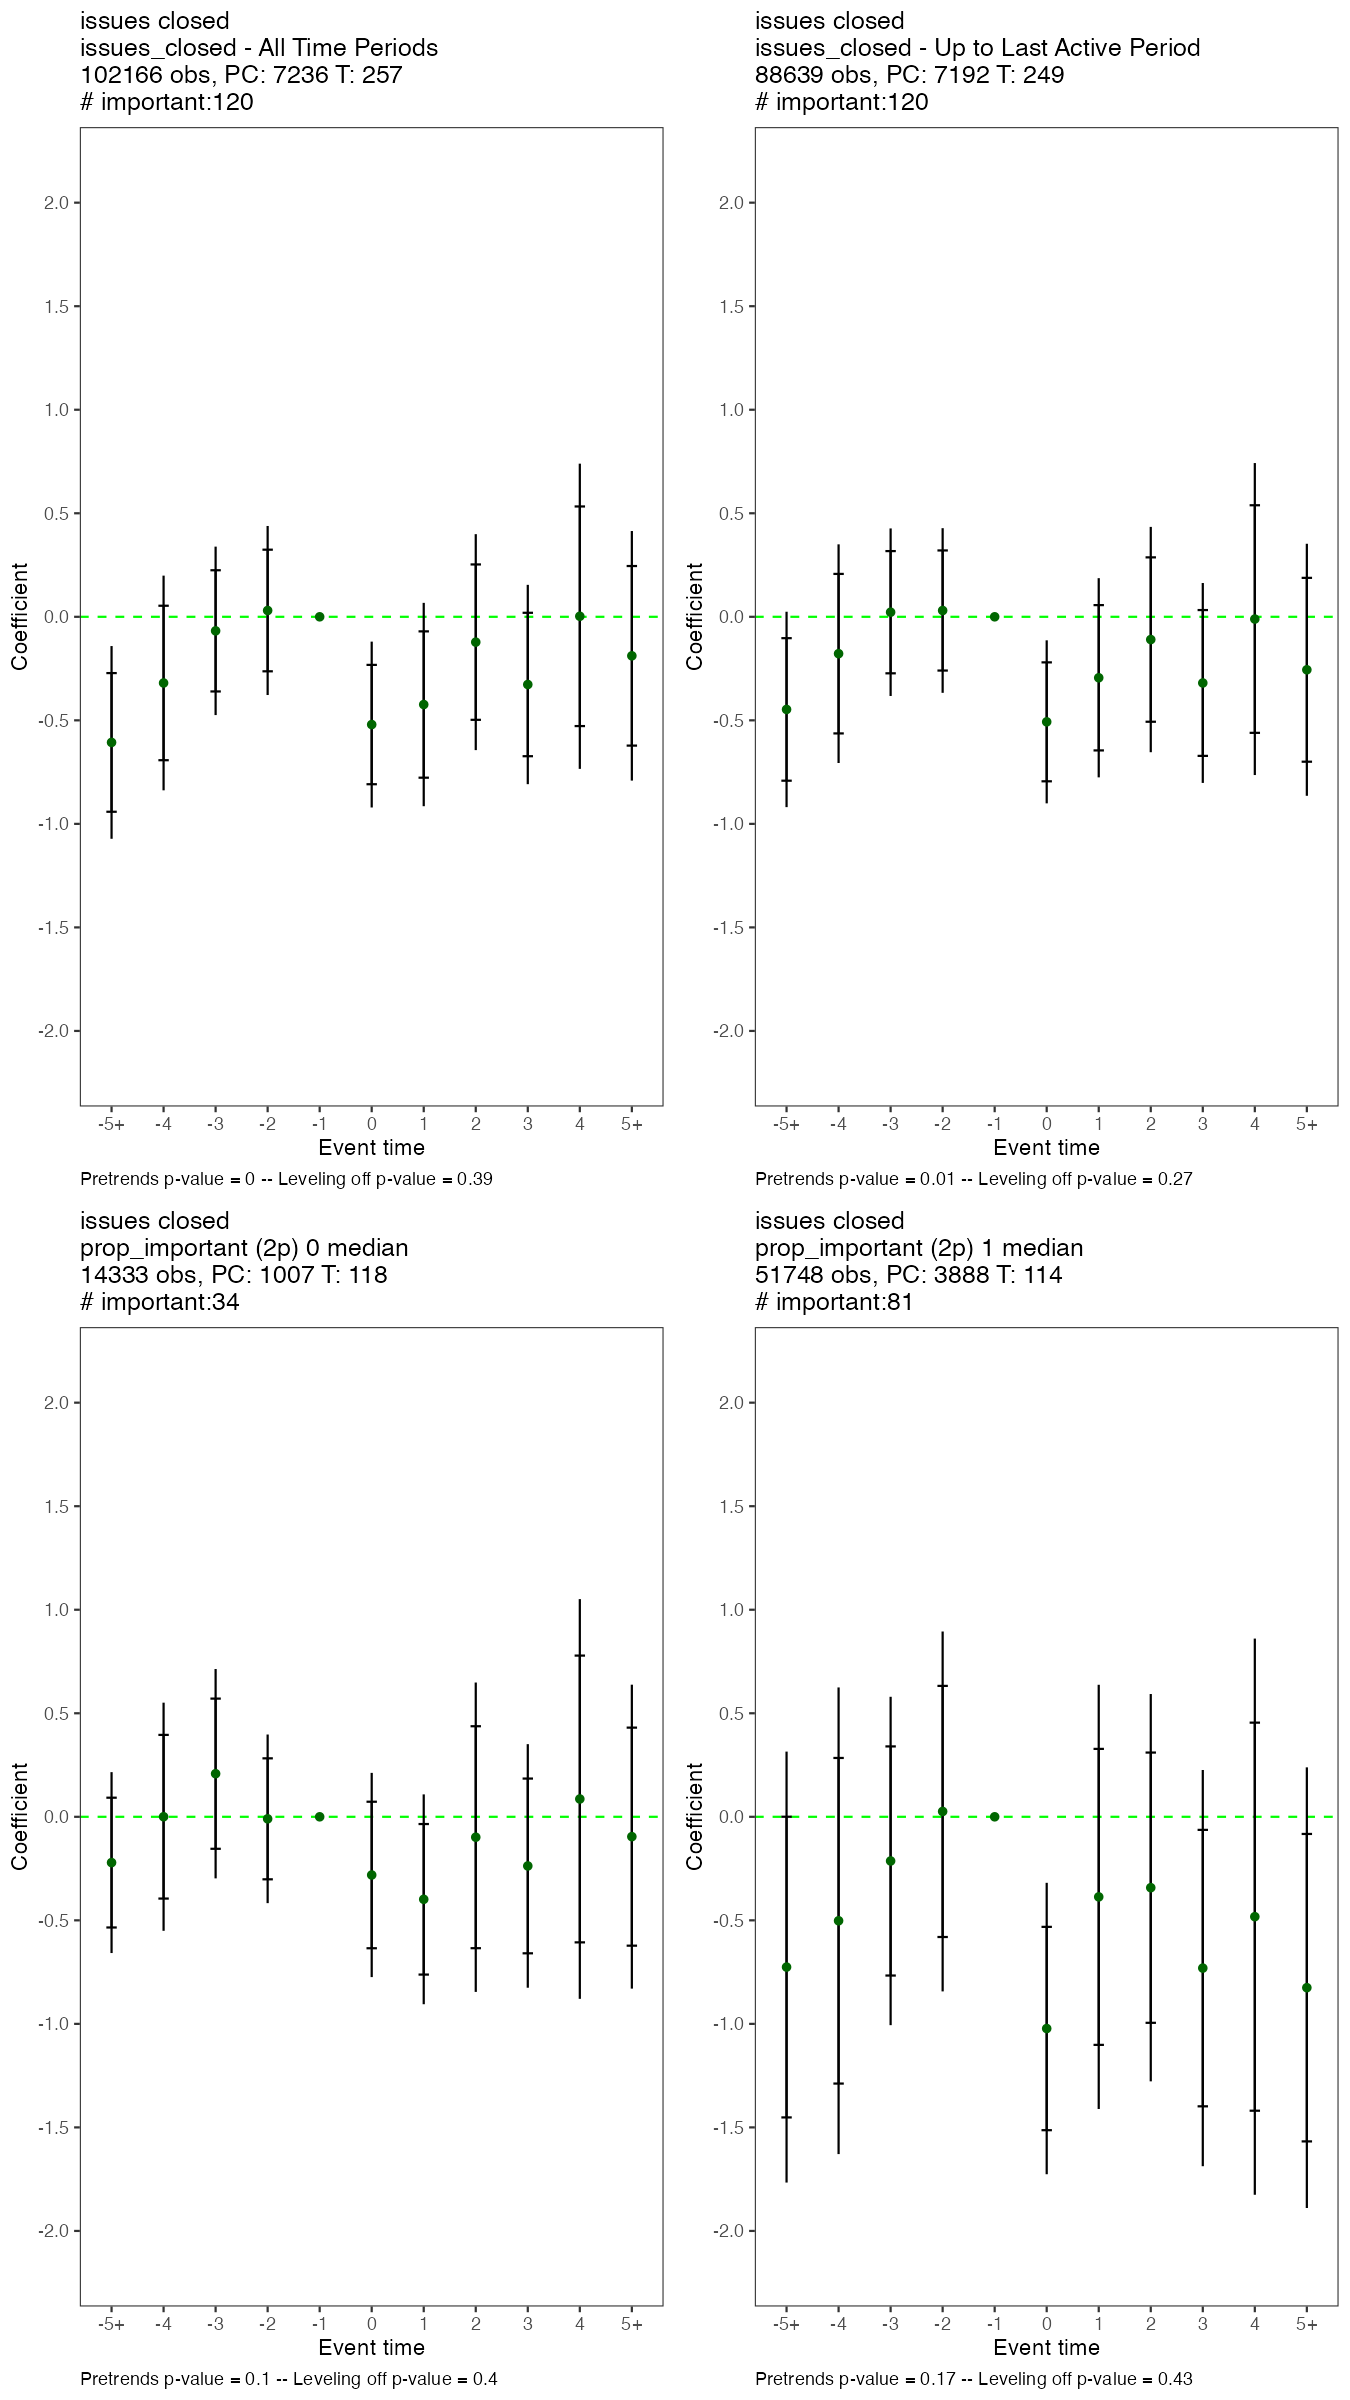 issues closed
issues_closed - All Time Periods
102166 obs, PC: 7236 T: 257
# important:120
2.0
1.5
1.0
0.5
0.0
-0.5
-1.0
-1.5
-2.0
Coefficient
-5+ -4 -3 -2 -1 0 1 2 3 4 5+
Event time
Pretrends p-value = 0 -- Leveling off p-value = 0.39
issues closed
issues_closed - Up to Last Active Period
88639 obs, PC: 7192 T: 249
# important:120
2.0
1.5
1.0
0.5
0.0
-0.5
-1.0
-1.5
-2.0
Coefficient
-5+ -4 -3 -2 -1 0 1 2 3 4 5+
Event time
Pretrends p-value = 0.01 -- Leveling off p-value = 0.27
issues closed
prop_important (2p) 0 median
14333 obs, PC: 1007 T: 118
# important:34
2.0
1.5
1.0
0.5
0.0
-0.5
-1.0
-1.5
-2.0
Coefficient
-5+ -4 -3 -2 -1 0 1 2 3 4 5+
Event time
Pretrends p-value = 0.1 -- Leveling off p-value = 0.4
issues closed
prop_important (2p) 1 median
51748 obs, PC: 3888 T: 114
# important:81
2.0
1.5
1.0
0.5
0.0
-0.5
-1.0
-1.5
-2.0
Coefficient
-5+ -4 -3 -2 -1 0 1 2 3 4 5+
Event time
Pretrends p-value = 0.17 -- Leveling off p-value = 0.43